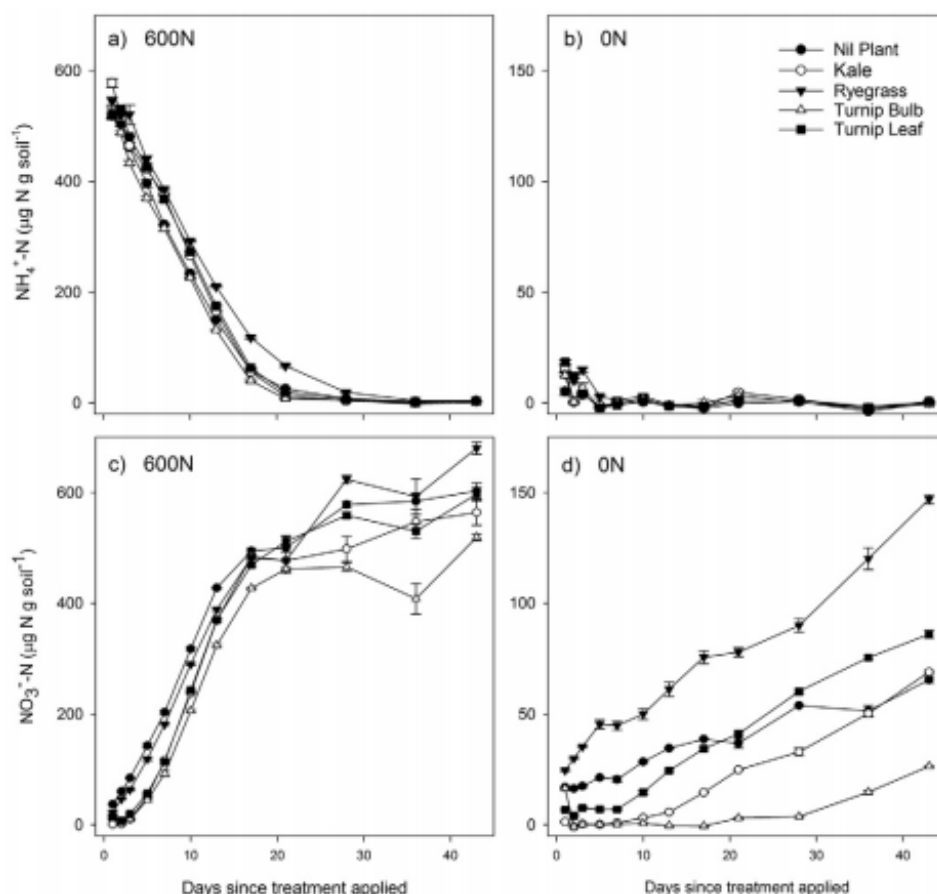 a) 600N
b) 0N
Nil Plant
Kale
Ryegrass
Turnip Bulb
Turnip Leaf
600
400
200
0
150
100
50
0
NH₄⁺-N (µg N g soil⁻¹)
c) 600N
d) 0N
600
400
200
0
150
100
50
0
NO₃⁻-N (µg N g soil⁻¹)
0 10 20 30 40
0 10 20 30 40
Days since treatment applied
Days since treatment applied